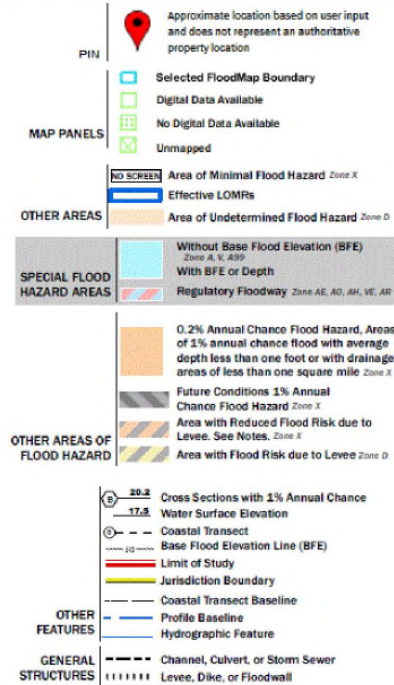 Approximate location based on user input
and does not represent an authoritative
property location
PIN
Selected FloodMap Boundary
Digital Data Available
No Digital Data Available
Unmapped
MAP PANELS
NO SCREEN Area of Minimal Flood Hazard Zone X
Effective LOMRs
OTHER AREAS
Area of Undetermined Flood Hazard Zone D
Without Base Flood Elevation (BFE)
Zone A, V, A99
With BFE or Depth
SPECIAL FLOOD
HAZARD AREAS
Regulatory Floodway Zone AE, AO, AH, VE, AR
0.2% Annual Chance Flood Hazard, Areas
of 1% annual chance flood with average
depth less than one foot or with drainage
areas of less than one square mile Zone X
Future Conditions 1% Annual
Chance Flood Hazard Zone X
Area with Reduced Flood Risk due to
Levee. See Notes. Zone X
OTHER AREAS OF
FLOOD HAZARD
Area with Flood Risk due to Levee Zone D
B 20.2 Cross Sections with 1% Annual Chance
17.5 Water Surface Elevation
Coastal Transect
Base Flood Elevation Line (BFE)
Limit of Study
Jurisdiction Boundary
Coastal Transect Baseline
OTHER
FEATURES
Profile Baseline
Hydrographic Feature
GENERAL
STRUCTURES
Channel, Culvert, or Storm Sewer
Levee, Dike, or Floodwall